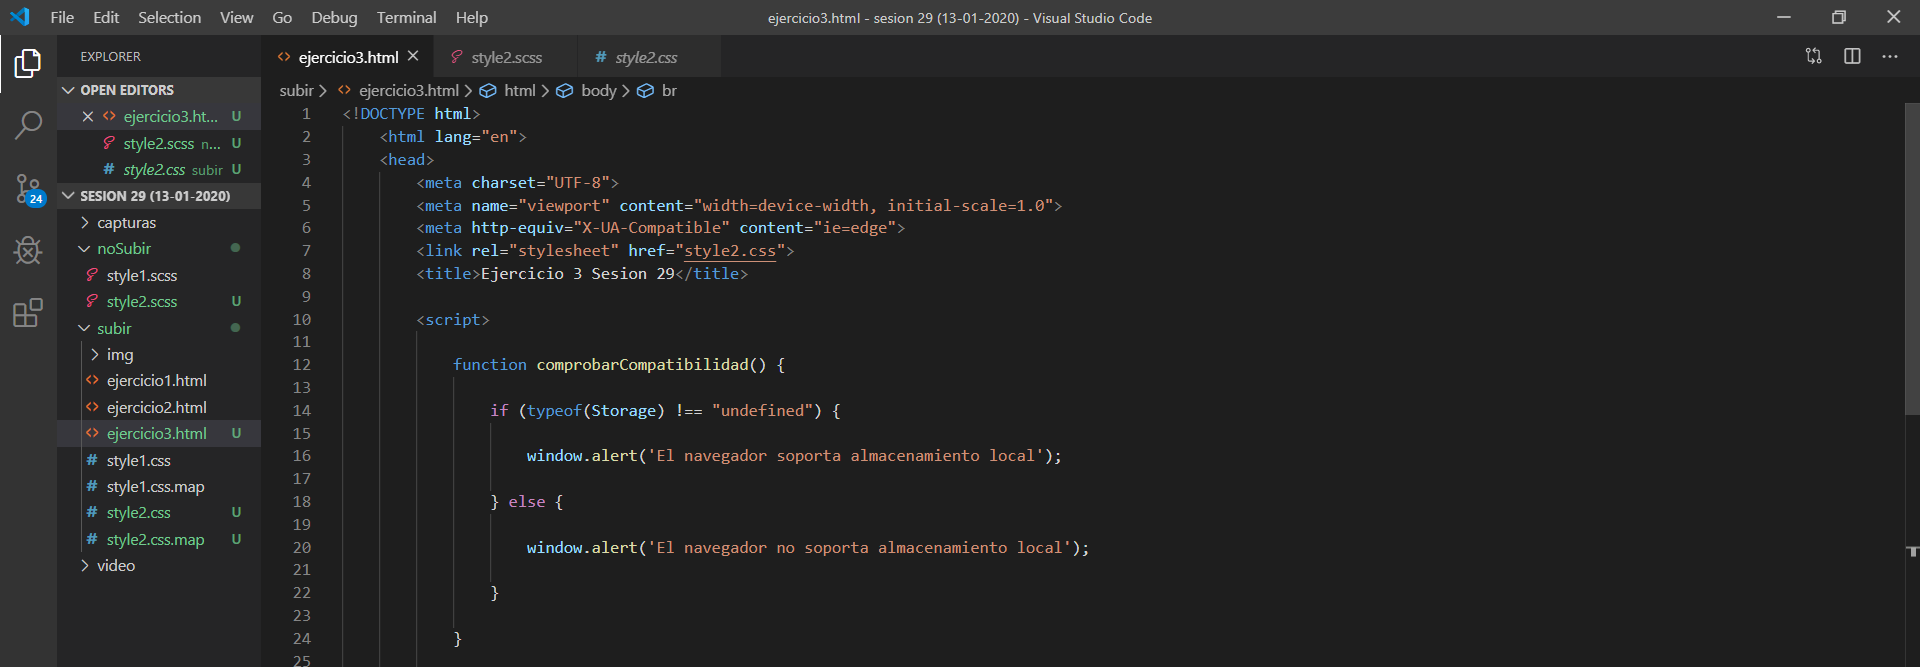 File Edit Selection View Go Debug Terminal Help ejercicio3.html - sesion 29 (13-01-2020) - Visual Studio Code
EXPLORER
OPEN EDITORS
ejercicio3.ht... U
style2.scss n... U
style2.css subir U
24
SESION 29 (13-01-2020)
capturas
noSubir
style1.scss
style2.scss U
subir
img
ejercicio1.html
ejercicio2.html
ejercicio3.html U
style1.css
style1.css.map
style2.css U
style2.css.map U
video
ejercicio3.html style2.scss style2.css
subir > ejercicio3.html > html > body > br
1 <!DOCTYPE html>
2 <html lang="en">
3 <head>
4 <meta charset="UTF-8">
5 <meta name="viewport" content="width=device-width, initial-scale=1.0">
6 <meta http-equiv="X-UA-Compatible" content="ie=edge">
7 <link rel="stylesheet" href="style2.css">
8 <title>Ejercicio 3 Sesion 29</title>
9
10 <script>
11
12 function comprobarCompatibilidad() {
13
14 if (typeof(Storage) !== "undefined") {
15
16 window.alert('El navegador soporta almacenamiento local');
17
18 } else {
19
20 window.alert('El navegador no soporta almacenamiento local');
21
22 }
23
24 }
25